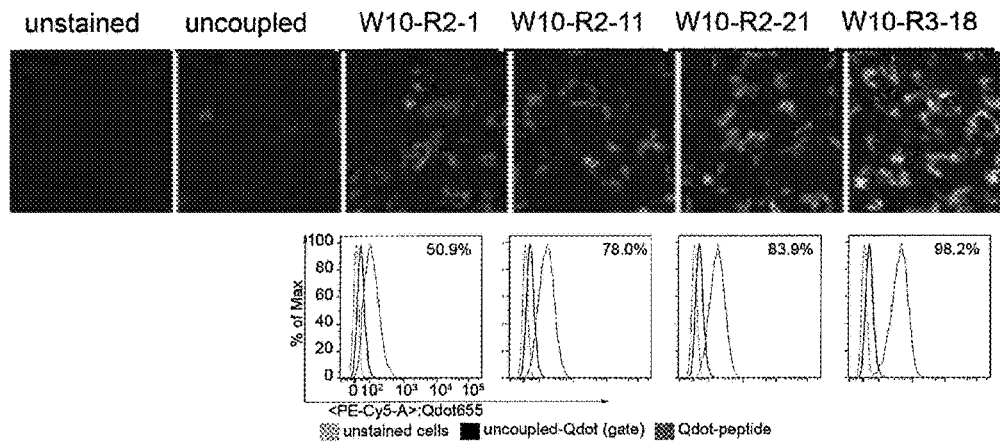 unstained uncoupled W10-R2-1 W10-R2-11 W10-R2-21 W10-R3-18
50.9% 78.0% 83.9% 98.2%
% of Max
100
80
60
40
20
0
0 10² 10³ 10⁴ 10⁵
<PE-Cy5-A>:Qdot655
unstained cells uncoupled-Qdot (gate) Qdot-peptide